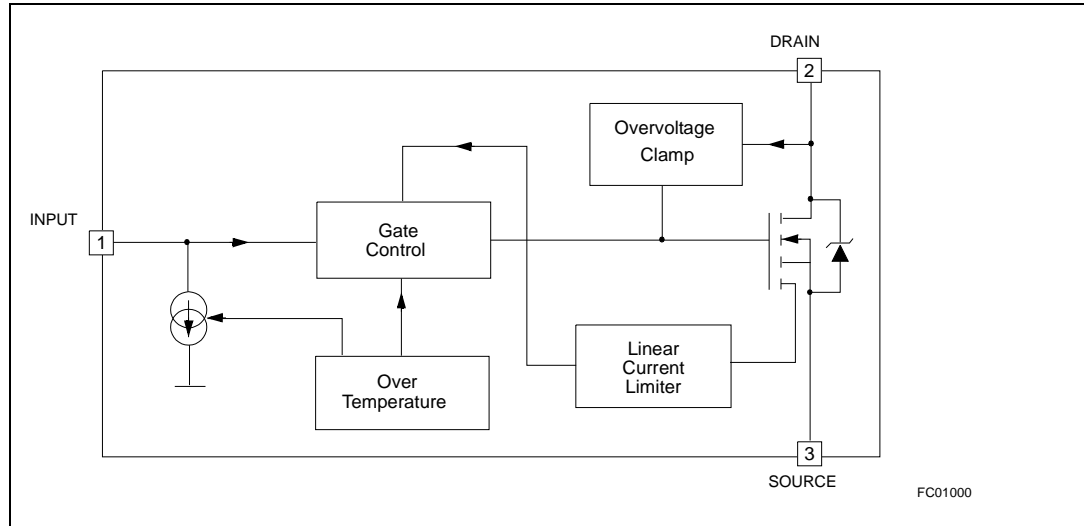 DRAIN
2
Overvoltage
Clamp
INPUT
1
Gate
Control
Linear
Current
Limiter
Over
Temperature
3
SOURCE
FC01000